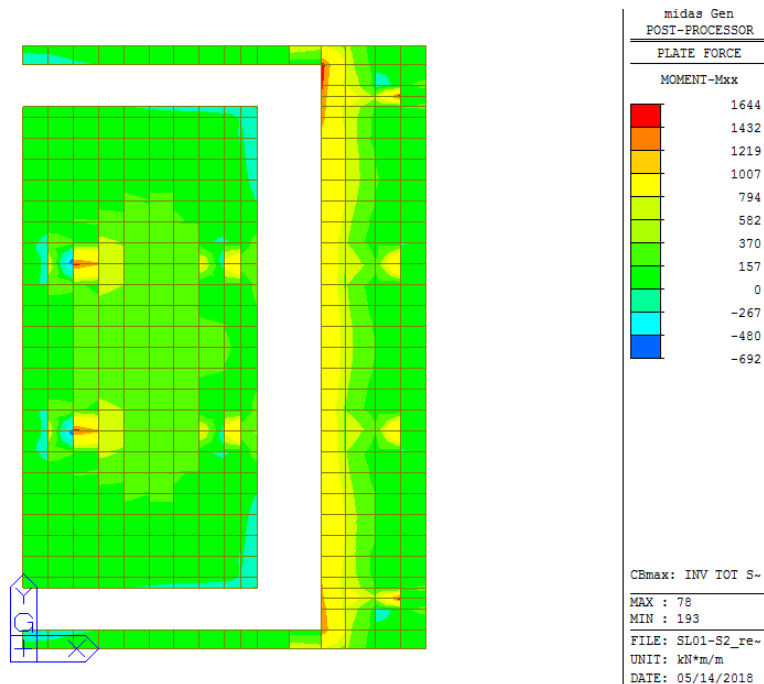 midas Gen
POST-PROCESSOR
PLATE FORCE
MOMENT-Mxx
1644
1432
1219
1007
794
582
370
157
0
-267
-480
-692
CBmax: INV TOT S~
MAX : 78
MIN : 193
FILE: SL01-S2_re~
UNIT: kN*m/m
DATE: 05/14/2018
Y
G
X